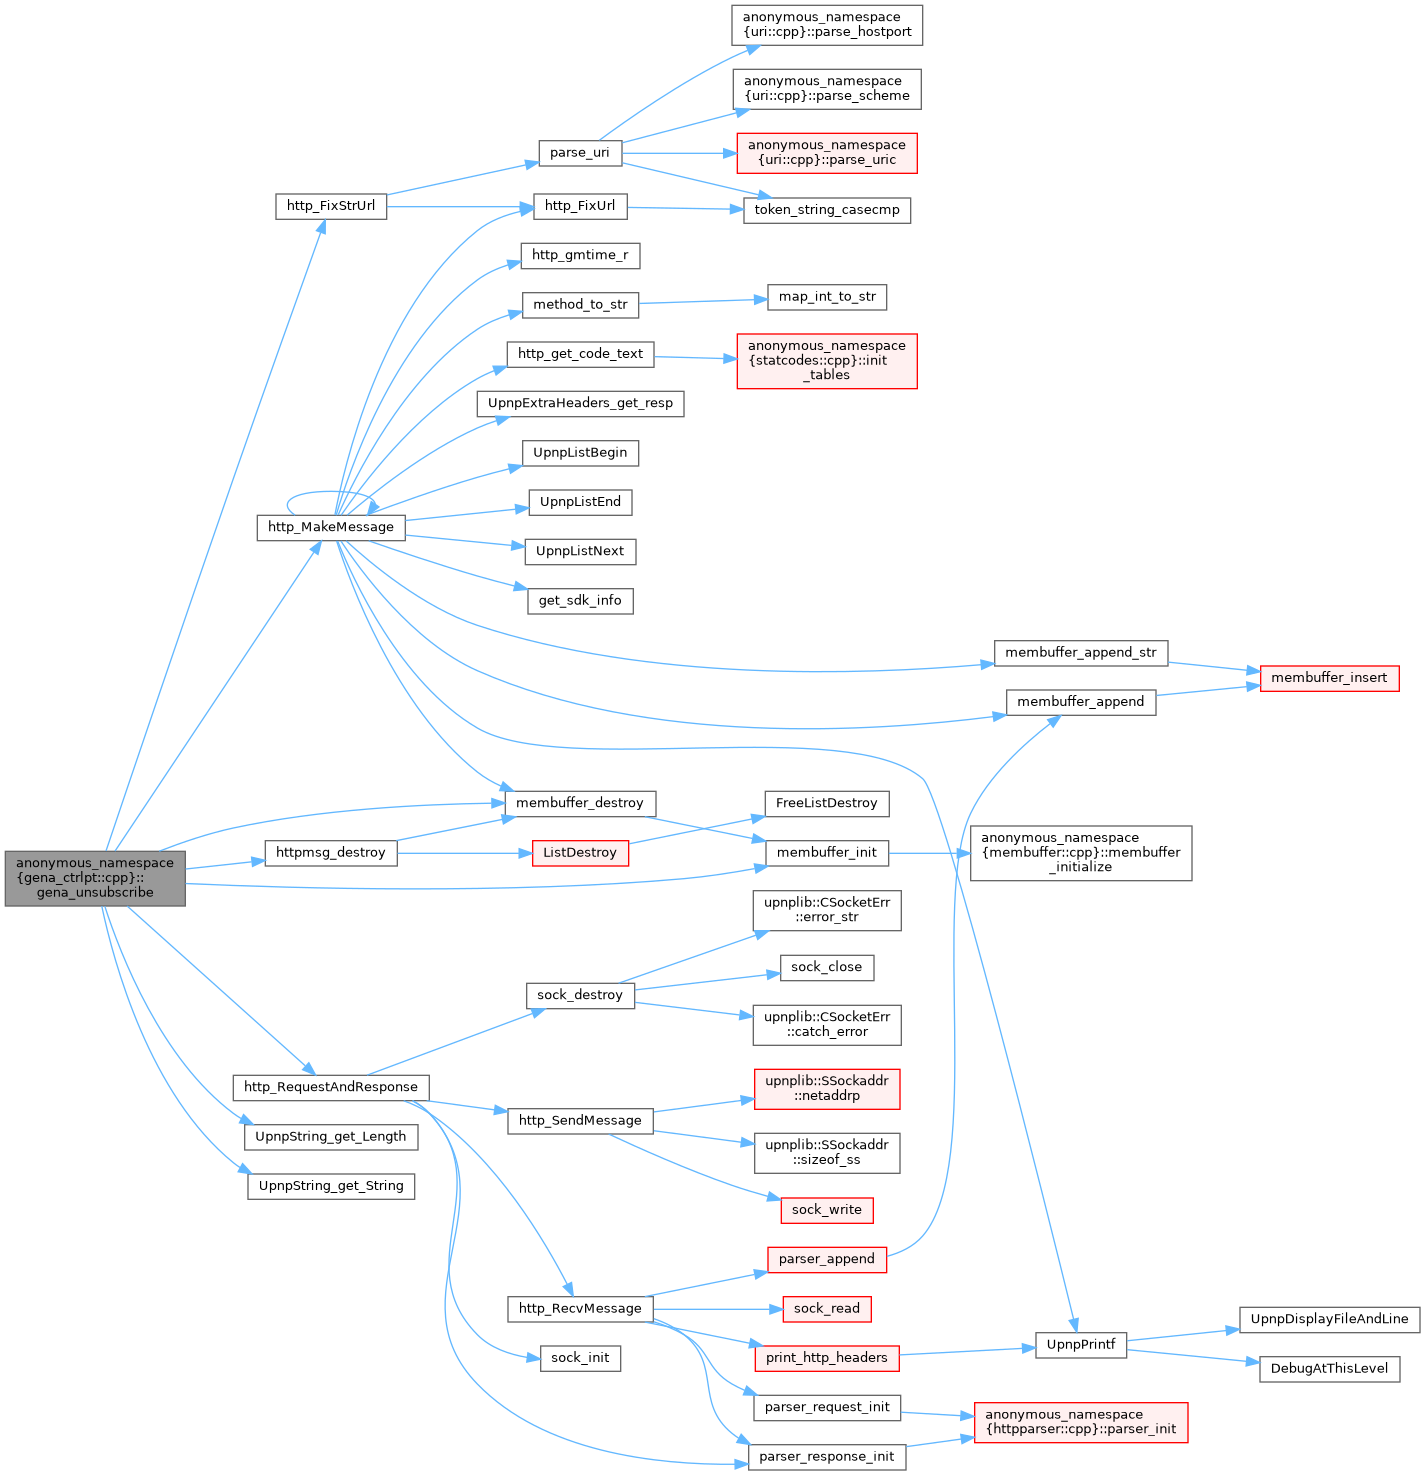 anonymous_namespace
{uri::cpp}::parse_hostport
anonymous_namespace
{uri::cpp}::parse_scheme
parse_uri
anonymous_namespace
{uri::cpp}::parse_uric
http_FixStrUrl
http_FixUrl
token_string_casecmp
http_gmtime_r
method_to_str
map_int_to_str
http_get_code_text
anonymous_namespace
{statcodes::cpp}::init
_tables
UpnpExtraHeaders_get_resp
UpnpListBegin
UpnpListEnd
http_MakeMessage
UpnpListNext
get_sdk_info
membuffer_append_str
membuffer_insert
membuffer_append
membuffer_destroy
FreeListDestroy
anonymous_namespace
{gena_ctrlpt::cpp}::
gena_unsubscribe
httpmsg_destroy
ListDestroy
membuffer_init
anonymous_namespace
{membuffer::cpp}::membuffer
_initialize
upnplib::CSocketErr
::error_str
sock_destroy
sock_close
upnplib::CSocketErr
::catch_error
http_RequestAndResponse
upnplib::SSockaddr
::netaddrp
http_SendMessage
UpnpString_get_Length
upnplib::SSockaddr
::sizeof_ss
UpnpString_get_String
sock_write
parser_append
http_RecvMessage
sock_read
sock_init
print_http_headers
UpnpPrintf
UpnpDisplayFileAndLine
DebugAtThisLevel
parser_request_init
anonymous_namespace
{httpparser::cpp}::parser_init
parser_response_init